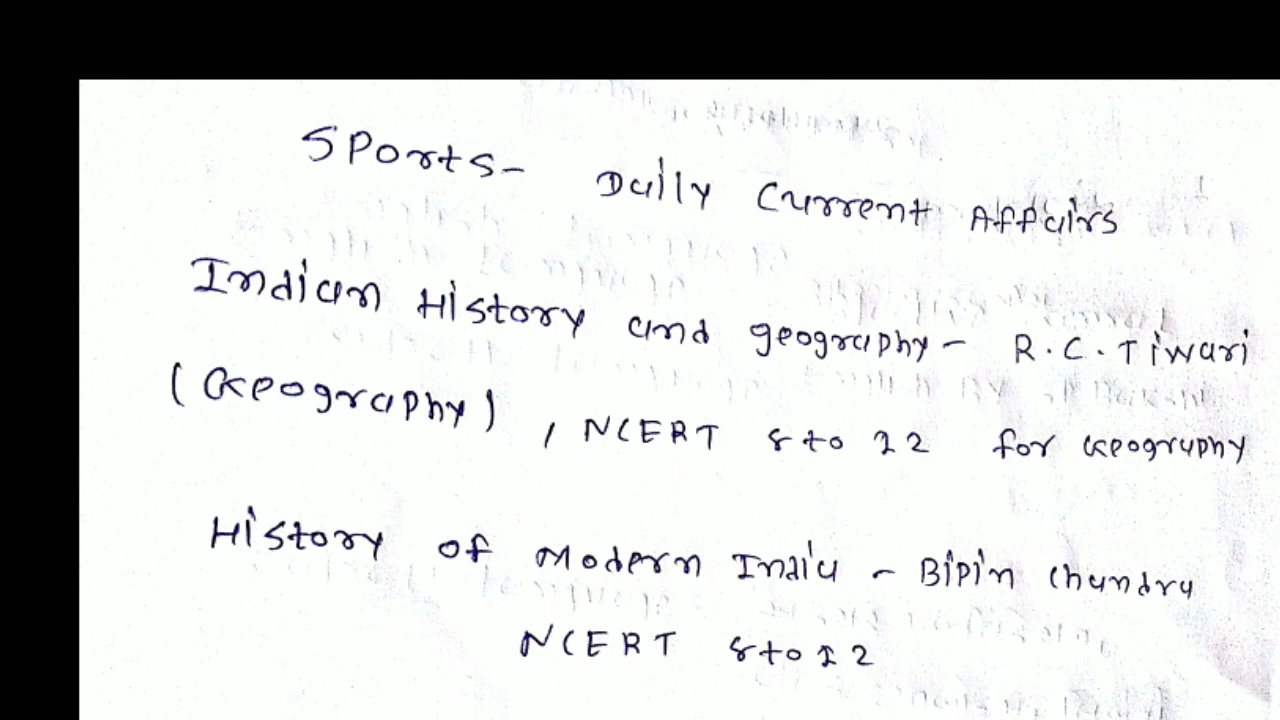 Sports- Daily Current Affairs
Indian History and geography- R.C.Tiwari
(Geography), NCERT 8 to 12 for Geography
History of Modern India - Bipin Chandra
NCERT 8 to 12